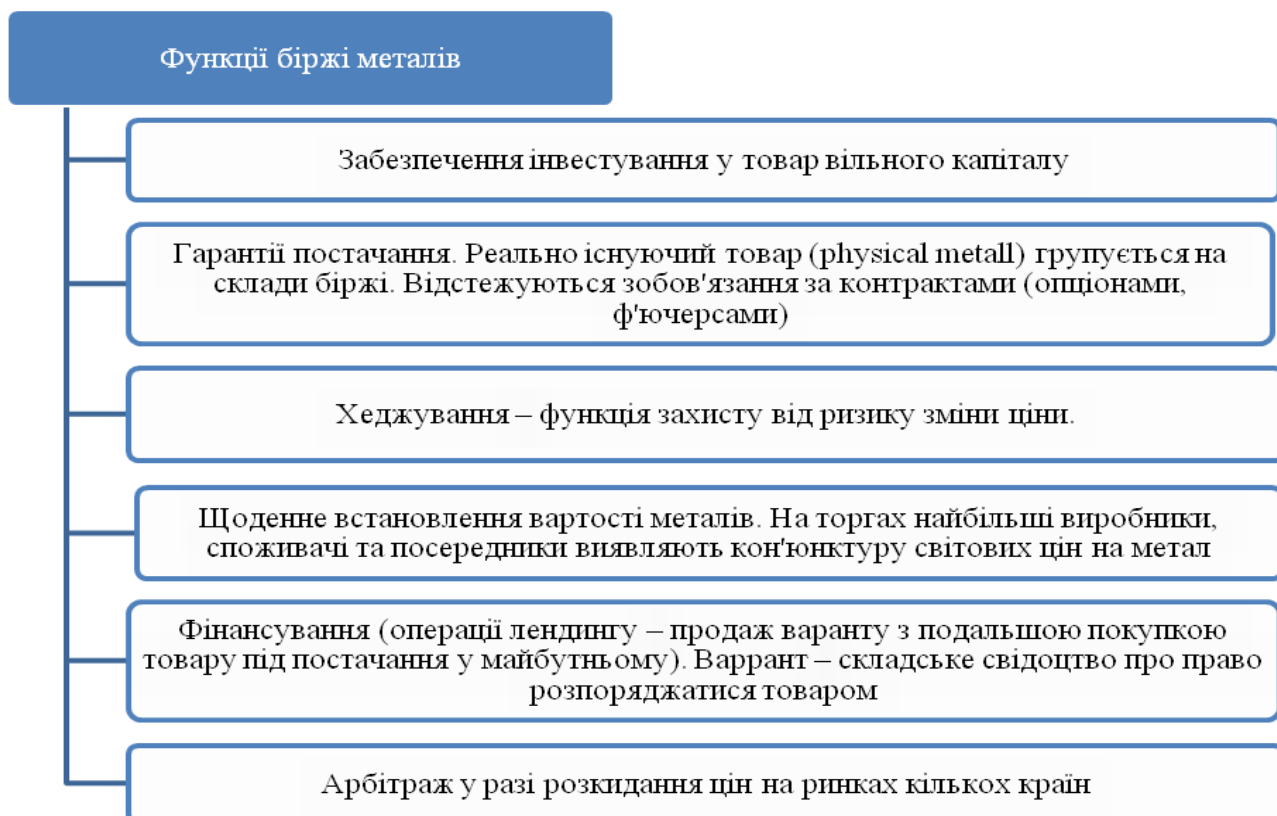 Функції біржі металів
Забезпечення інвестування у товар вільного капіталу
Гарантії постачання. Реально існуючий товар (physical metall) групується на
склади біржі. Відстежуються зобов'язання за контрактами (опціонами,
ф'ючерсами)
Хеджування – функція захисту від ризику зміни ціни.
Щоденне встановлення вартості металів. На торгах найбільші виробники,
споживачі та посередники виявляють кон'юнктуру світових цін на метал
Фінансування (операції лендингу – продаж варанту з подальшою покупкою
товару під постачання у майбутньому). Варрант – складське свідоцтво про право
розпоряджатися товаром
Арбітраж у разі розкидання цін на ринках кількох країн